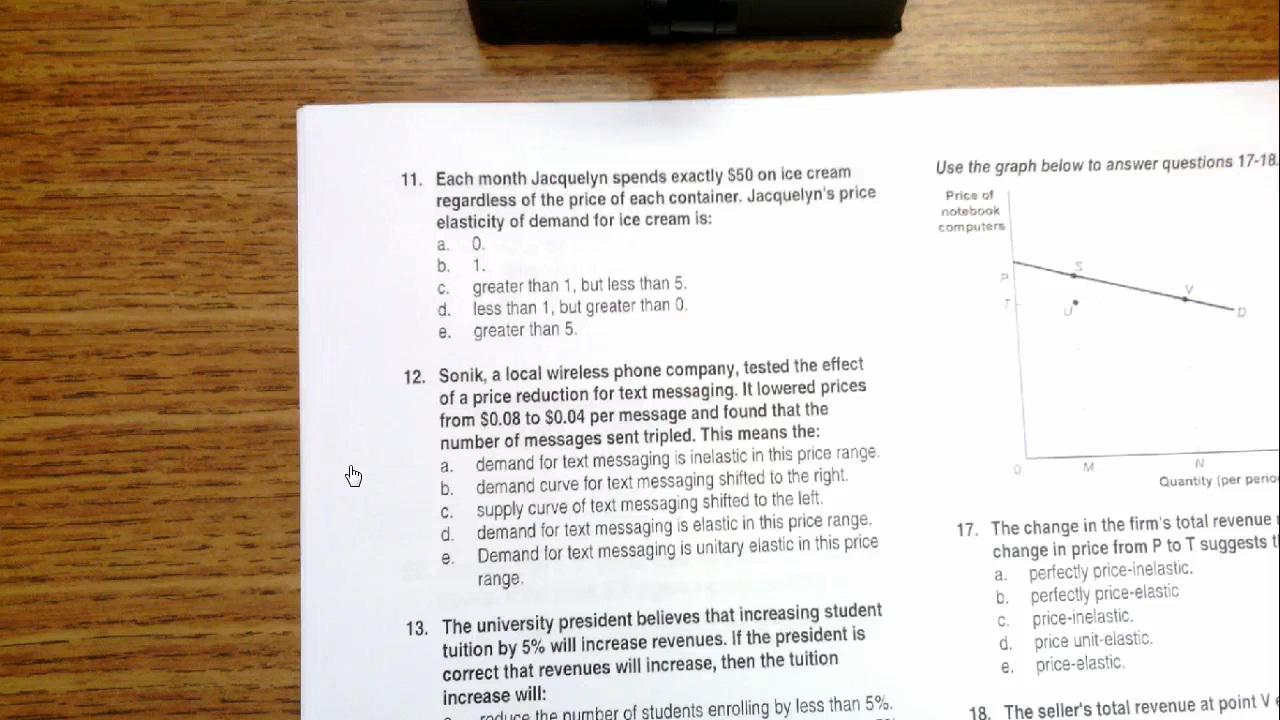 11. Each month Jacquelyn spends exactly $50 on ice cream
regardless of the price of each container. Jacquelyn's price
elasticity of demand for ice cream is:
a. 0.
b. 1.
c. greater than 1, but less than 5.
d. less than 1, but greater than 0.
e. greater than 5.
12. Sonik, a local wireless phone company, tested the effect
of a price reduction for text messaging. It lowered prices
from $0.08 to $0.04 per message and found that the
number of messages sent tripled. This means the:
a. demand for text messaging is inelastic in this price range.
b. demand curve for text messaging shifted to the right.
c. supply curve of text messaging shifted to the left.
d. demand for text messaging is elastic in this price range.
e. Demand for text messaging is unitary elastic in this price
range.
13. The university president believes that increasing student
tuition by 5% will increase revenues. If the president is
correct that revenues will increase, then the tuition
increase will:
reduce the number of students enrolling by less than 5%.
Use the graph below to answer questions 17-18
Price of
notebook
computers
P
S
T
U
V
D
0
M
N
Quantity (per
17. The change in the firm's total revenue
change in price from P to T suggests
a. perfectly price-inelastic.
b. perfectly price-elastic
c. price-inelastic.
d. price unit-elastic.
e. price-elastic.
18. The seller's total revenue at point V